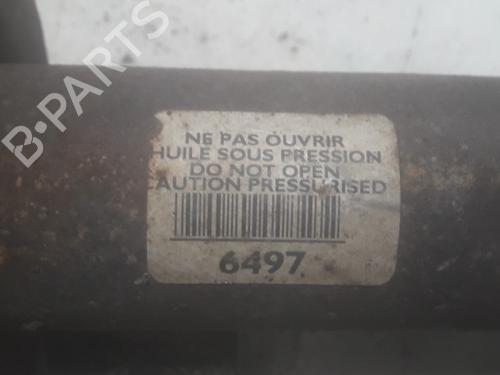 B-PARTS
NE PAS OUVRIR
HUILE SOUS PRESSION
DO NOT OPEN
CAUTION PRESSURISED
6497